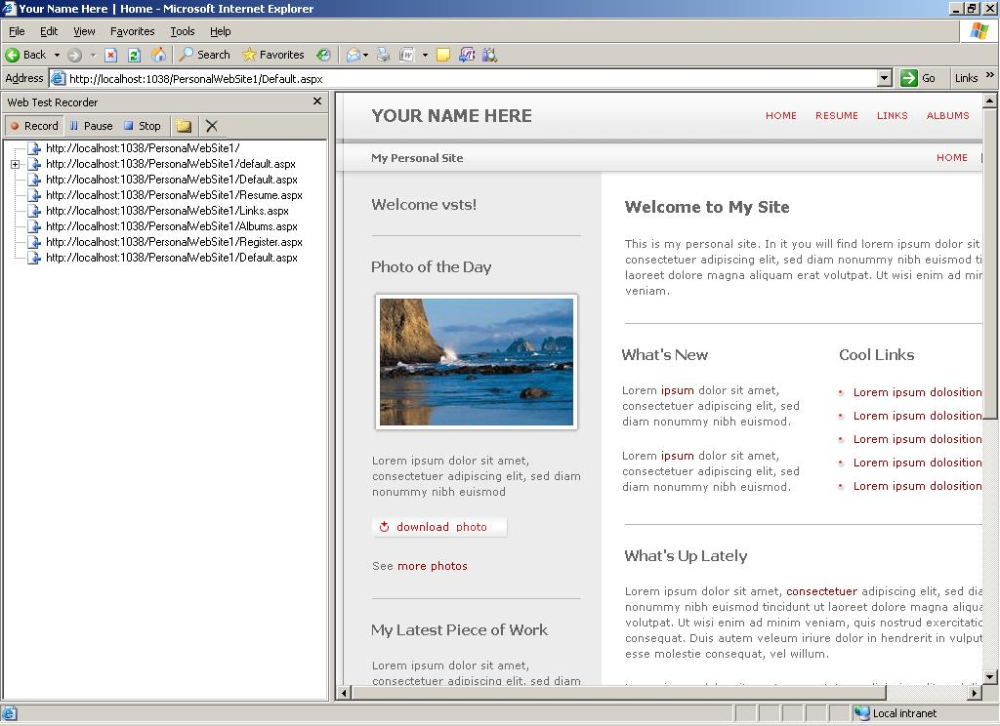 Your Name Here | Home - Microsoft Internet Explorer
File Edit View Favorites Tools Help
Back Search Favorites
Address http://localhost:1038/PersonalWebSite1/Default.aspx Go Links »
Web Test Recorder
Record Pause Stop
http://localhost:1038/PersonalWebSite1/
http://localhost:1038/PersonalWebSite1/default.aspx
http://localhost:1038/PersonalWebSite1/Default.aspx
http://localhost:1038/PersonalWebSite1/Resume.aspx
http://localhost:1038/PersonalWebSite1/Links.aspx
http://localhost:1038/PersonalWebSite1/Albums.aspx
http://localhost:1038/PersonalWebSite1/Register.aspx
http://localhost:1038/PersonalWebSite1/Default.aspx
YOUR NAME HERE
HOME RESUME LINKS ALBUMS
My Personal Site
HOME |
Welcome vsts!
Photo of the Day
Lorem ipsum dolor sit amet,
consectetuer adipiscing elit, sed diam
nonummy nibh euismod
download photo
See more photos
My Latest Piece of Work
Lorem ipsum dolor sit amet,
consectetuer adipiscing elit, sed diam
Welcome to My Site
This is my personal site. In it you will find lorem ipsum dolor sit
consectetuer adipiscing elit, sed diam nonummy nibh euismod ti
laoreet dolore magna aliquam erat volutpat. Ut wisi enim ad min
veniam.
What's New
Lorem ipsum dolor sit amet,
consectetuer adipiscing elit, sed
diam nonummy nibh euismod.
Lorem ipsum dolor sit amet,
consectetuer adipiscing elit, sed
diam nonummy nibh euismod.
Cool Links
Lorem ipsum dolosition
Lorem ipsum dolosition
Lorem ipsum dolosition
Lorem ipsum dolosition
Lorem ipsum dolosition
What's Up Lately
Lorem ipsum dolor sit amet, consectetuer adipiscing elit, sed dia
nonummy nibh euismod tincidunt ut laoreet dolore magna aliqua
volutpat. Ut wisi enim ad minim veniam, quis nostrud exercitatio
consequat. Duis autem veleum iriure dolor in hendrerit in vulput
esse molestie consequat, vel willum.
Local intranet